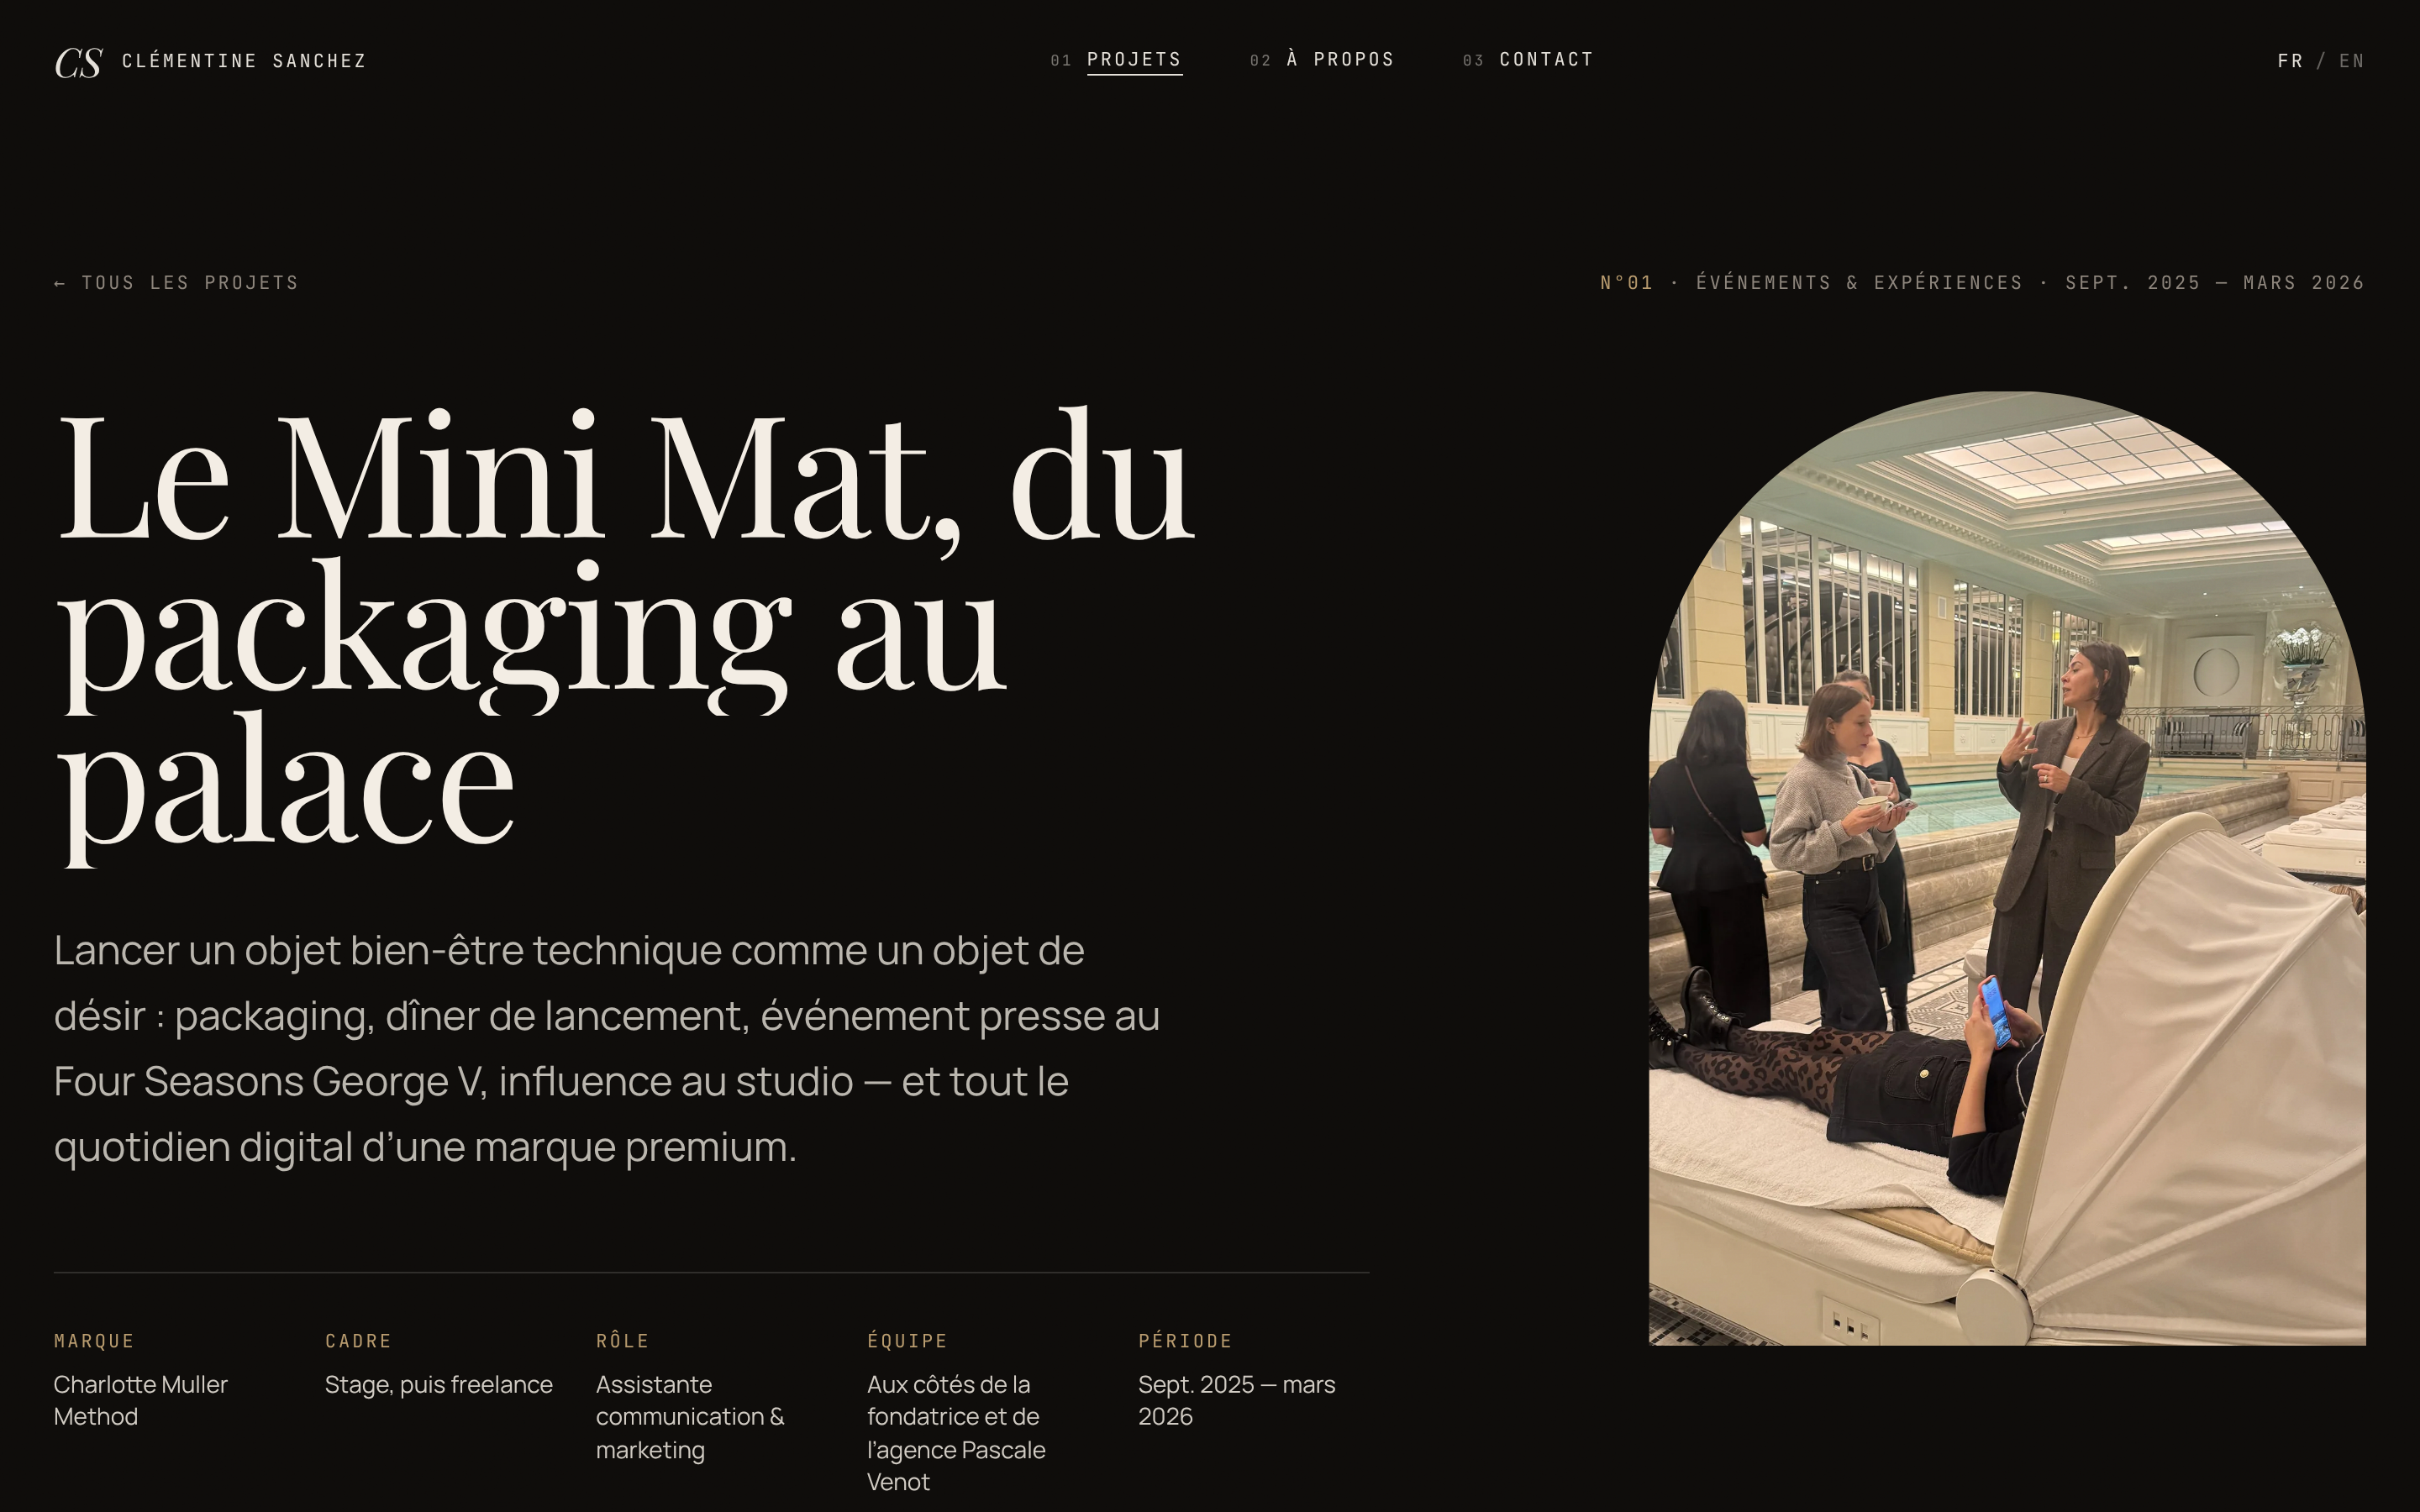 CS CLÉMENTINE SANCHEZ
01 PROJETS 02 À PROPOS 03 CONTACT
FR / EN
← TOUS LES PROJETS
N°01 · ÉVÉNEMENTS & EXPÉRIENCES · SEPT. 2025 — MARS 2026
Le Mini Mat, du
packaging au
palace
Lancer un objet bien-être technique comme un objet de
désir : packaging, dîner de lancement, événement presse au
Four Seasons George V, influence au studio — et tout le
quotidien digital d’une marque premium.
MARQUE
Charlotte Muller
Method
CADRE
Stage, puis freelance
RÔLE
Assistante
communication &
marketing
ÉQUIPE
Aux côtés de la
fondatrice et de
l’agence Pascale
Venot
PÉRIODE
Sept. 2025 — mars
2026